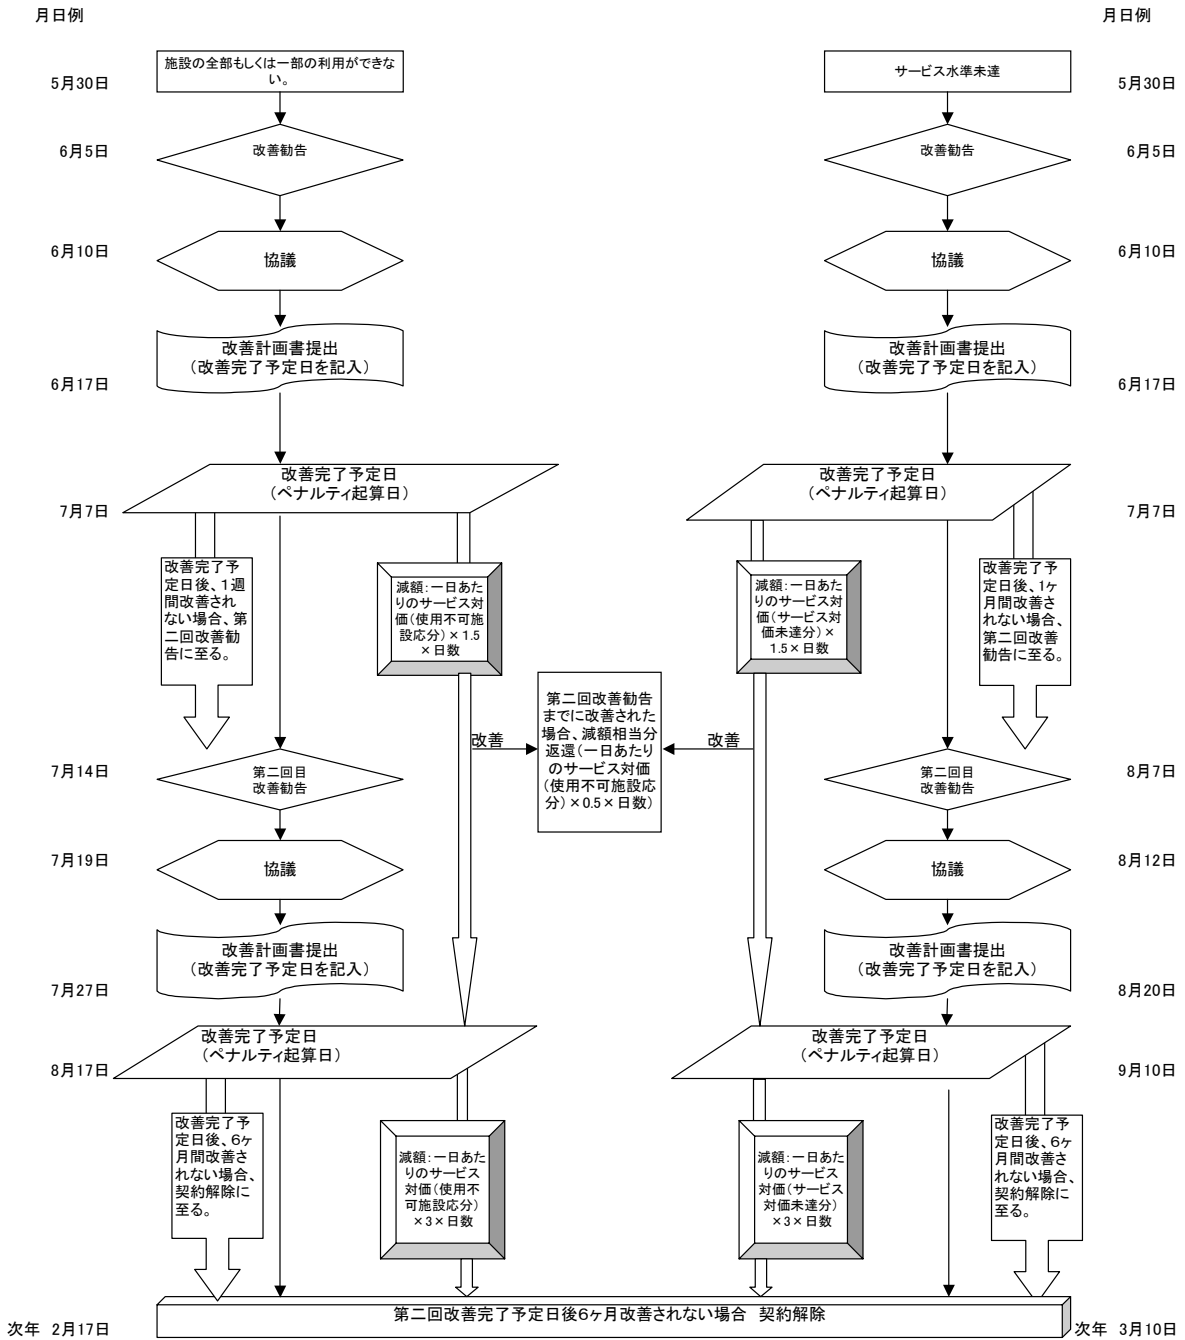 月日例
月日例
施設の全部もしくは一部の利用ができな
い。
サービス水準未達
5月30日
5月30日
改善勧告
改善勧告
6月5日
6月5日
協議
協議
6月10日
6月10日
改善計画書提出
（改善完了予定日を記入）
改善計画書提出
（改善完了予定日を記入）
6月17日
6月17日
改善完了予定日
（ペナルティ起算日）
改善完了予定日
（ペナルティ起算日）
7月7日
7月7日
改善完了予
定日後、１週
間改善され
ない場合、第
二回改善勧
告に至る。
減額：一日あた
りのサービス対
価（使用不可施
設応分）×1.5
×日数
減額：一日あた
りのサービス対
価（サービス対
価未達分）×
1.5×日数
改善完了予
定日後、1ヶ
月間改善さ
れない場合、
第二回改善
勧告に至る。
改善
第二回改善勧告
までに改善された
場合、減額相当分
返還（一日あたり
のサービス対価
（使用不可施設応
分）×0.5×日数）
改善
7月14日
第二回目
改善勧告
第二回目
改善勧告
8月7日
7月19日
協議
協議
8月12日
改善計画書提出
（改善完了予定日を記入）
改善計画書提出
（改善完了予定日を記入）
7月27日
8月20日
改善完了予定日
（ペナルティ起算日）
改善完了予定日
（ペナルティ起算日）
8月17日
9月10日
改善完了予
定日後、6ヶ
月間改善さ
れない場合、
契約解除に
至る。
減額：一日あた
りのサービス
対価（使用不
可施設応分）
×3×日数
減額：一日あた
りのサービス
対価（サービス
対価未達分）
×3×日数
改善完了予
定日後、6ヶ
月間改善さ
れない場合、
契約解除に
至る。
第二回改善完了予定日後６ヶ月改善されない場合　契約解除
次年 2月17日
次年 3月10日